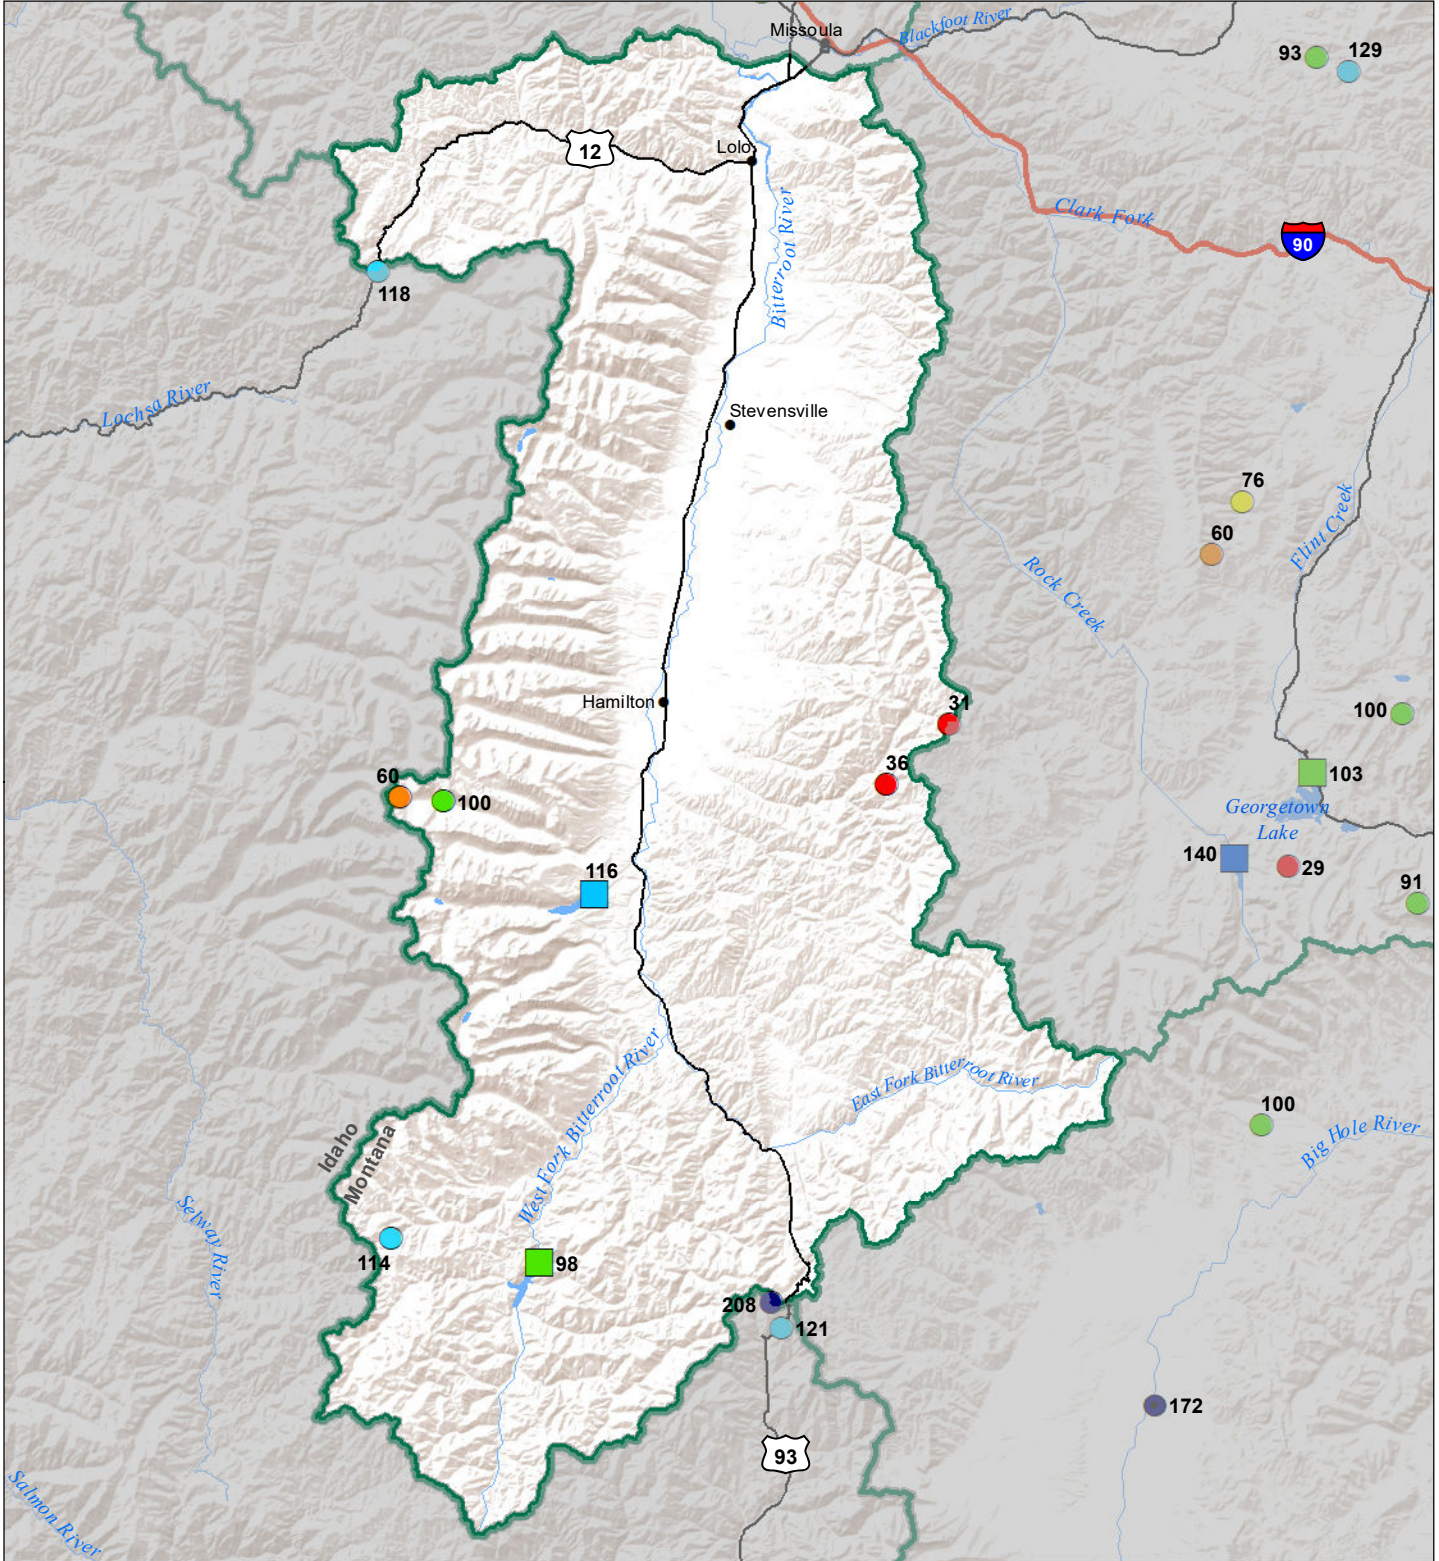 Missoula
Blackfoot River
93
129
12
Lolo
Bitterroot River
Clark Fork
90
118
Lochsa River
Stevensville
76
60
Flint Creek
Rock Creek
Hamilton
31
100
36
103
60
100
Georgetown
Lake
140
29
116
91
West Fork Bitterroot River
East Fork Bitterroot River
100
Big Hole River
Idaho
Montana
Selway River
114
98
208
121
172
93
Salmon River